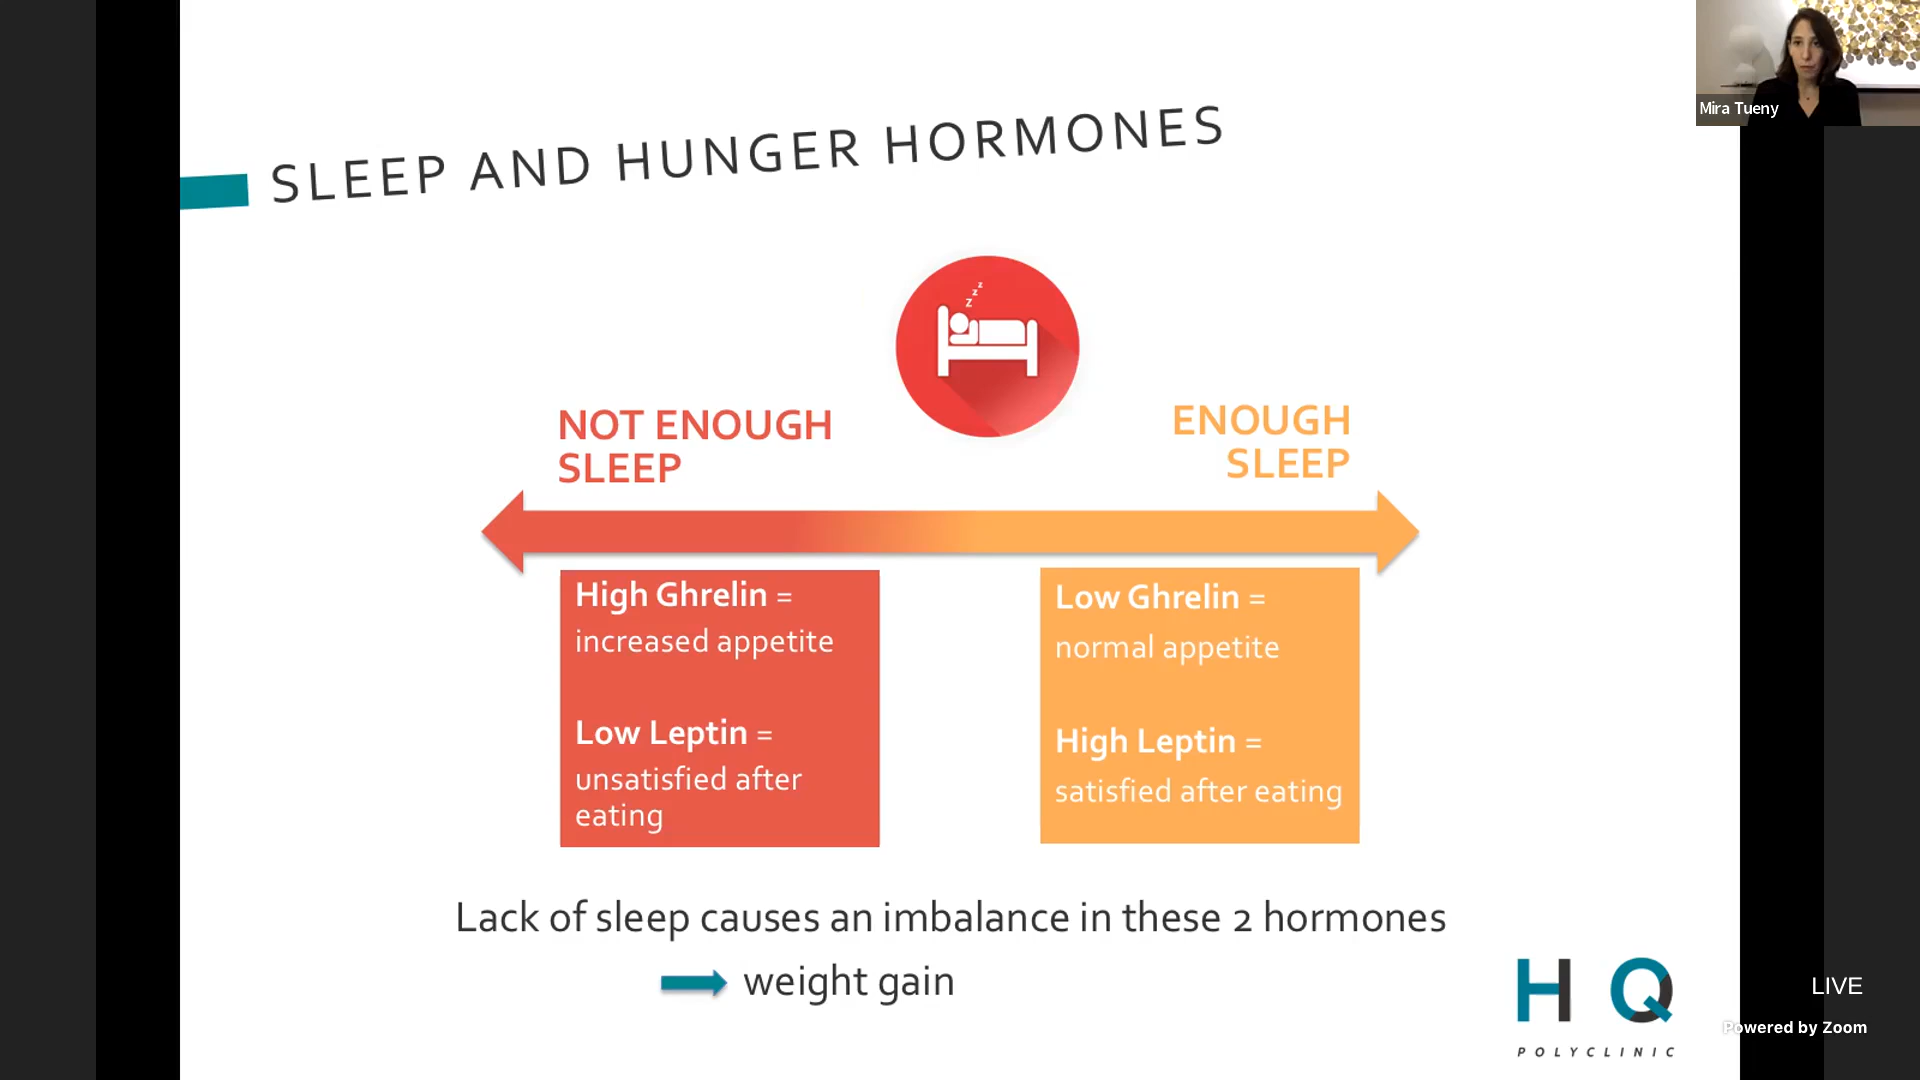 Mira Tueny
SLEEP AND HUNGER HORMONES
z
z
z
NOT ENOUGH
SLEEP
ENOUGH
SLEEP
High Ghrelin =
increased appetite
Low Leptin =
unsatisfied after
eating
Low Ghrelin =
normal appetite
High Leptin =
satisfied after eating
Lack of sleep causes an imbalance in these 2 hormones
weight gain
H Q
POLYCLINIC
LIVE
Powered by Zoom